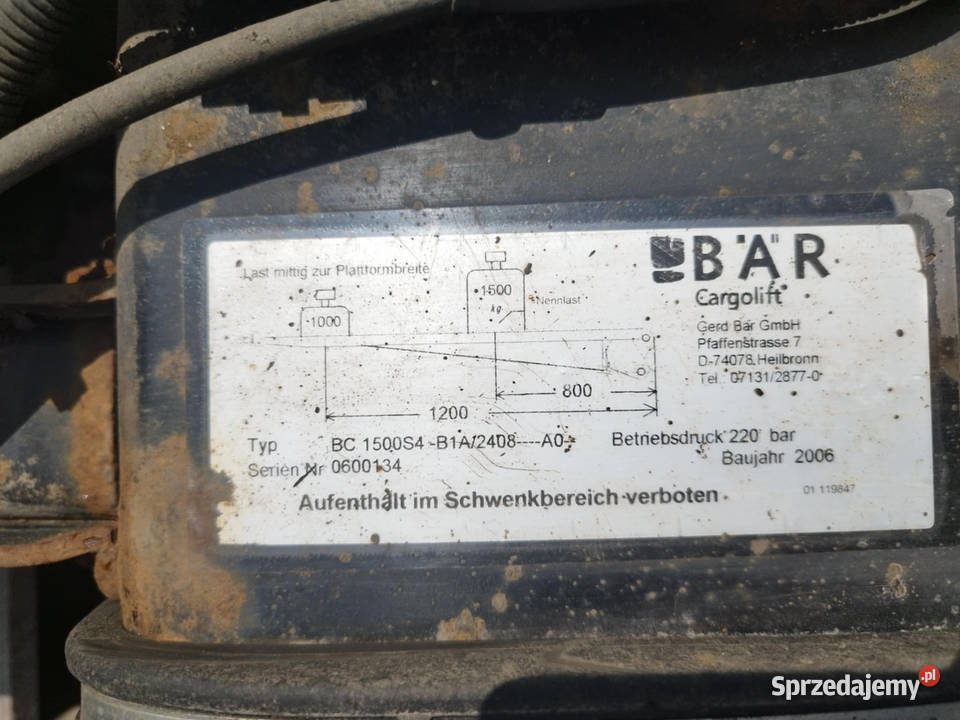 Last mittig zur Plattformbreite
1000
1500
kg
Nennlast
800
1200
BÄR
Cargolift
Gerd Bär GmbH
Pfaffenstrasse 7
D-74078 Heilbronn
Tel.: 07131/2877-0
Typ BC 1500S4 -B1A/2408----A0-- Betriebsdruck 220 bar
Serien Nr 0600134 Baujahr 2006
Aufenthalt im Schwenkbereich verboten
01 119847
Sprzedajemy.pl